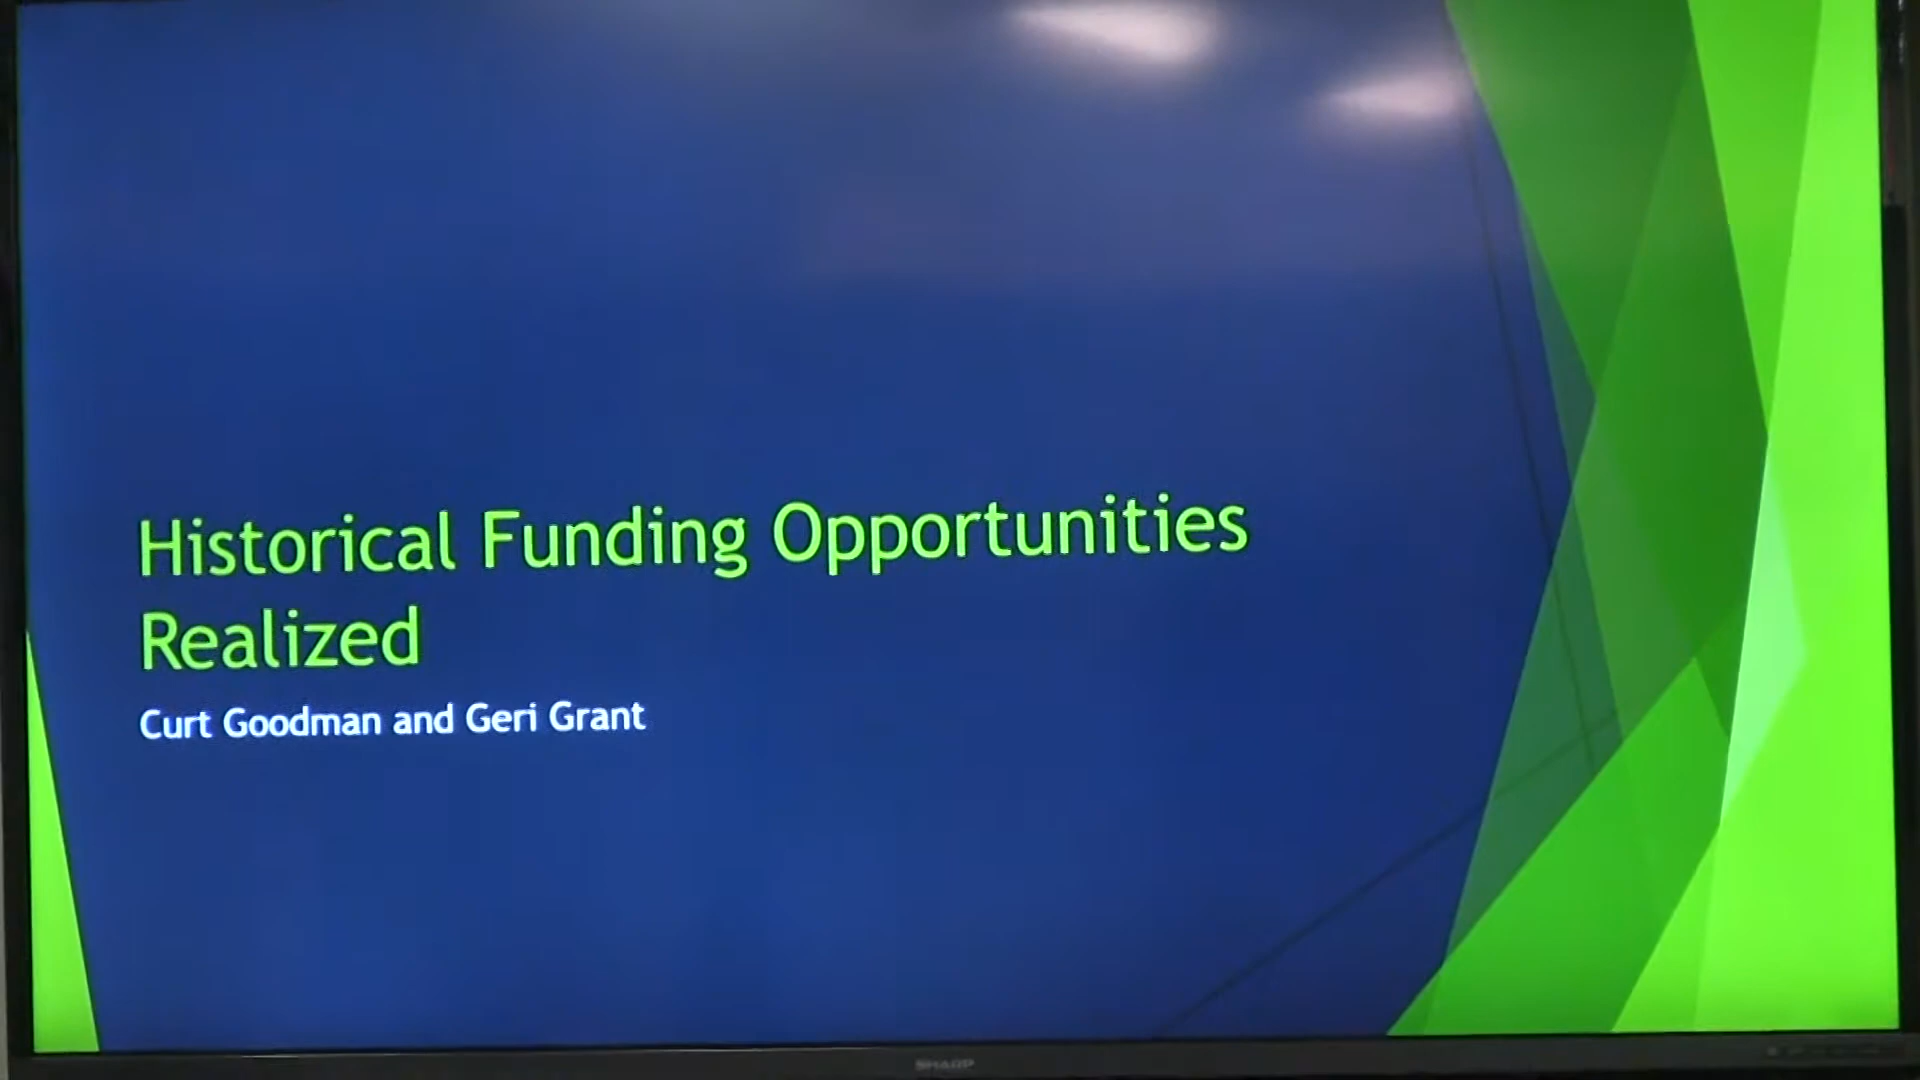 Historical Funding Opportunities
Realized
Curt Goodman and Geri Grant
SHARP